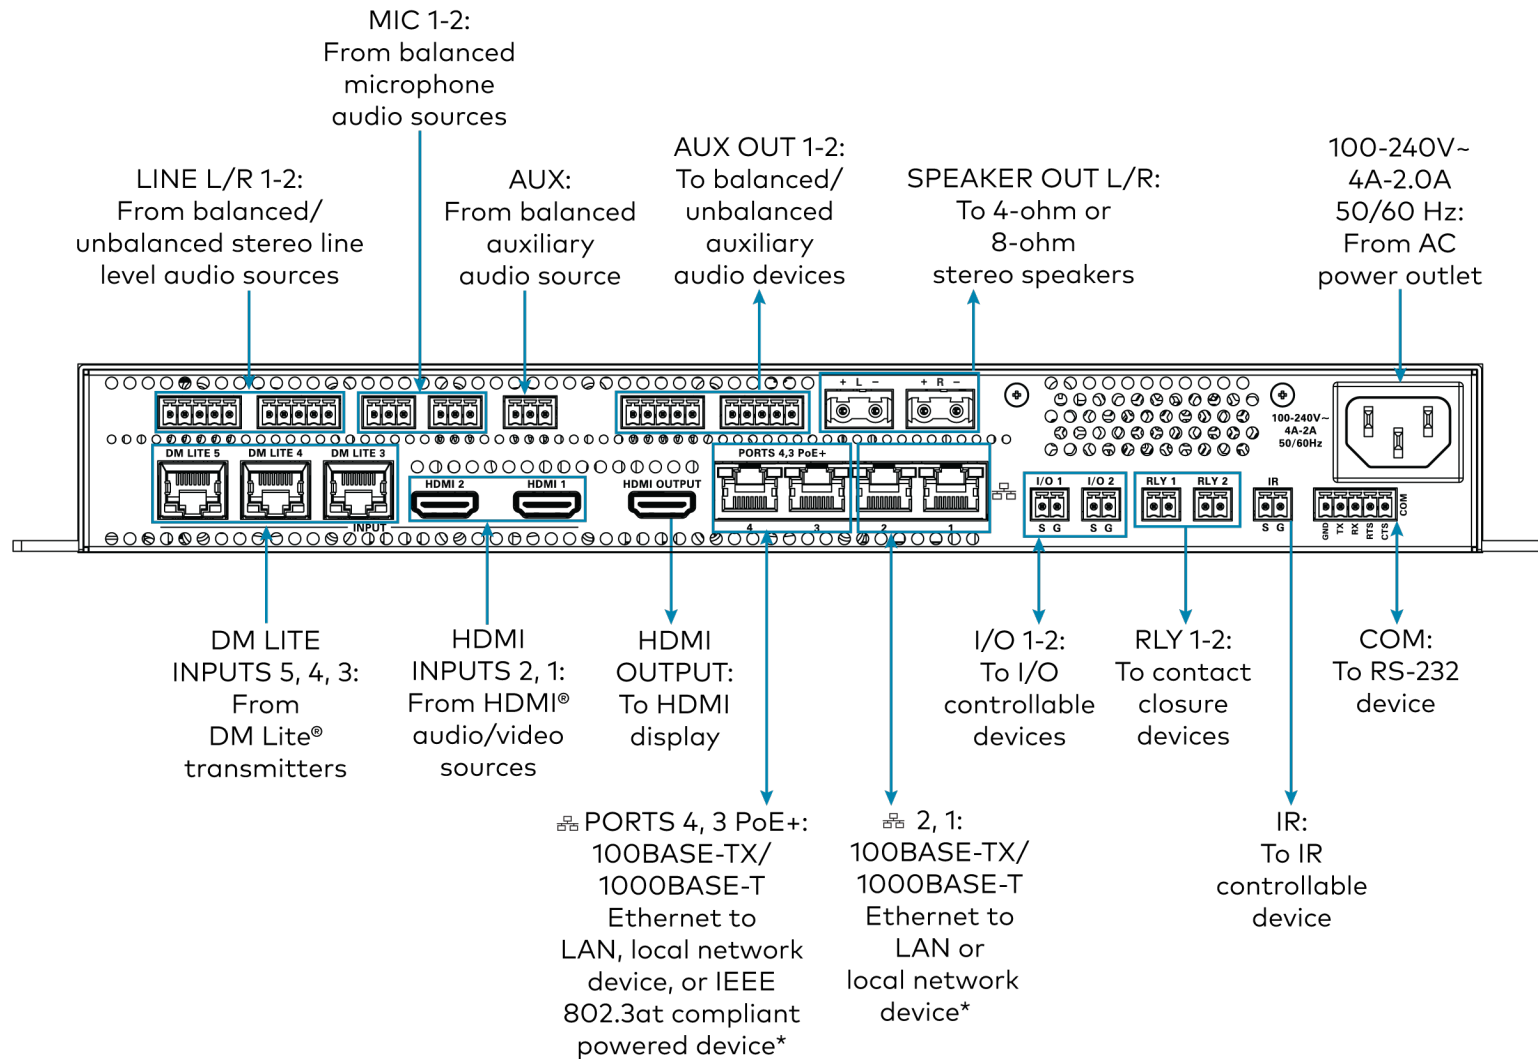 MIC 1-2:
From balanced
microphone
audio sources
LINE L/R 1-2:
From balanced/
unbalanced stereo line
level audio sources
AUX:
From balanced
auxiliary
audio source
AUX OUT 1-2:
To balanced/
unbalanced
auxiliary
audio devices
SPEAKER OUT L/R:
To 4-ohm or
8-ohm
stereo speakers
100-240V~
4A-2.0A
50/60 Hz:
From AC
power outlet
+ L −
+ R −
100-240V~
4A-2A
50/60Hz
DM LITE 5
DM LITE 4
DM LITE 3
HDMI 2
HDMI 1
INPUT
HDMI OUTPUT
PORTS 4,3 PoE+
4
3
2
1
I/O 1
I/O 2
S G
S G
RLY 1
RLY 2
IR
S G
GND
TX
RX
RTS
CTS
COM
DM LITE
INPUTS 5, 4, 3:
From
DM Lite®
transmitters
HDMI
INPUTS 2, 1:
From HDMI®
audio/video
sources
HDMI
OUTPUT:
To HDMI
display
I/O 1-2:
To I/O
controllable
devices
RLY 1-2:
To contact
closure
devices
COM:
To RS-232
device
PORTS 4, 3 PoE+:
100BASE-TX/
1000BASE-T
Ethernet to
LAN, local network
device, or IEEE
802.3at compliant
powered device*
2, 1:
100BASE-TX/
1000BASE-T
Ethernet to
LAN or
local network
device*
IR:
To IR
controllable
device